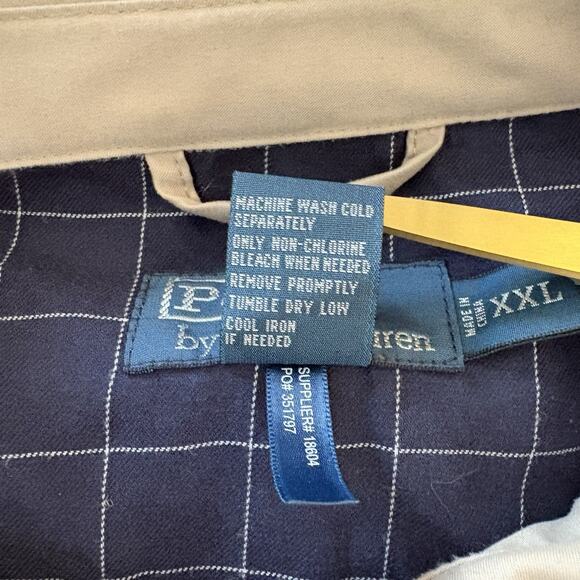 MACHINE WASH COLD
SEPARATELY
ONLY NON-CHLORINE
BLEACH WHEN NEEDED
REMOVE PROMPTLY
TUMBLE DRY LOW
COOL IRON
IF NEEDED
P
by ren
MADE IN
CHINA
XXL
SUPPLIER# 18604
PO# 351797